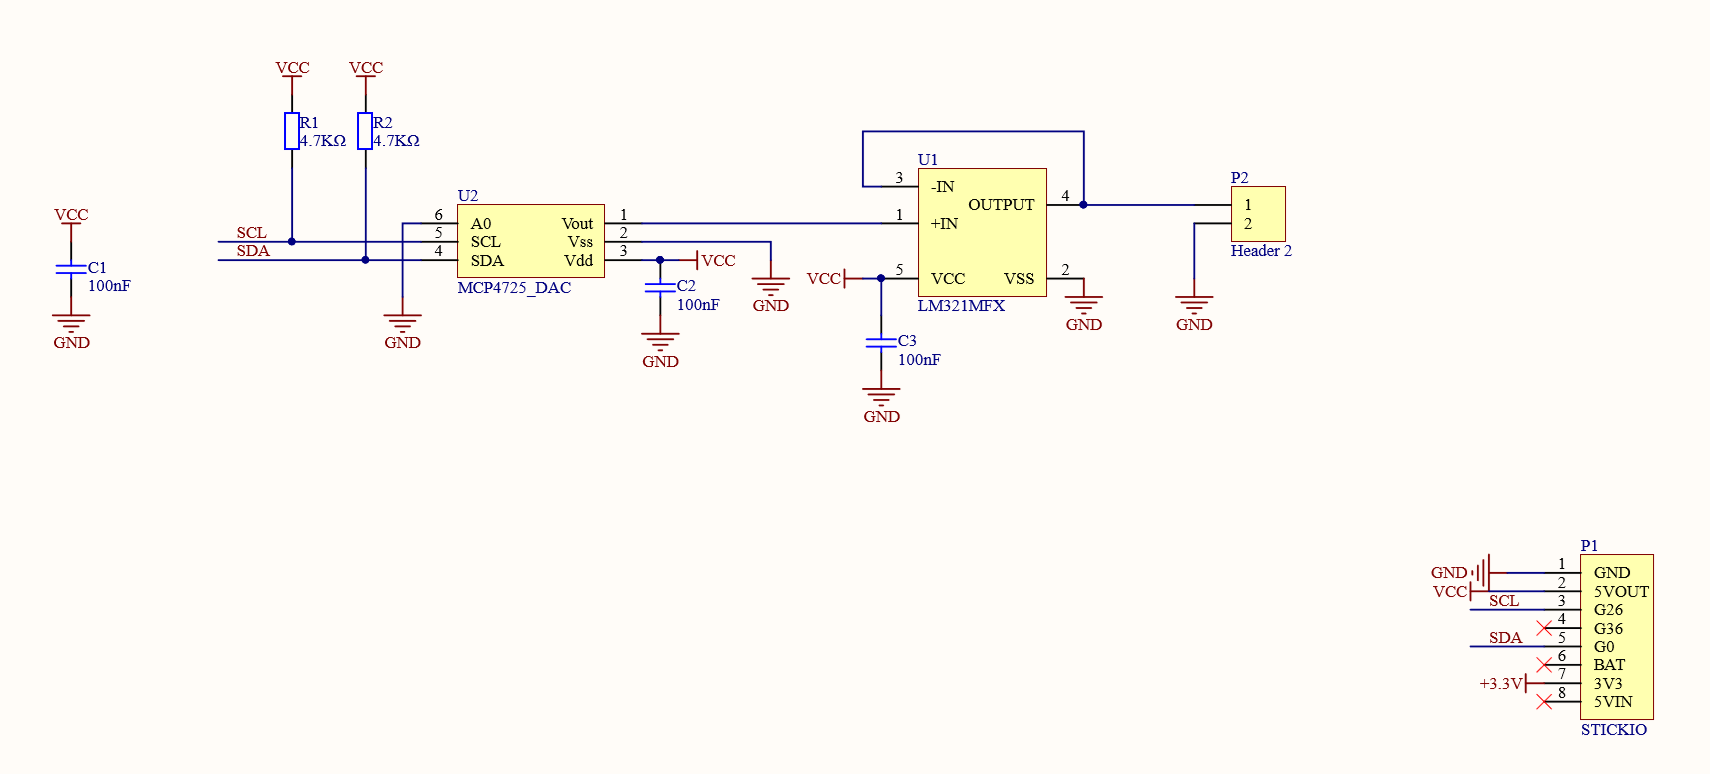 VCC
VCC
R1
4.7KΩ
R2
4.7KΩ
VCC
C1
100nF
GND
SCL
SDA
U2
6
5
4
A0
SCL
SDA
Vout
Vss
Vdd
1
2
3
MCP4725_DAC
GND
VCC
C2
100nF
GND
GND
U1
3
1
5
-IN
+IN
VCC
OUTPUT
VSS
4
2
LM321MFX
VCC
C3
100nF
GND
GND
P2
1
2
Header 2
GND
P1
GND
1
GND
VCC
2
5VOUT
SCL
3
G26
4
G36
SDA
5
G0
6
BAT
+3.3V
7
3V3
8
5VIN
STICKIO